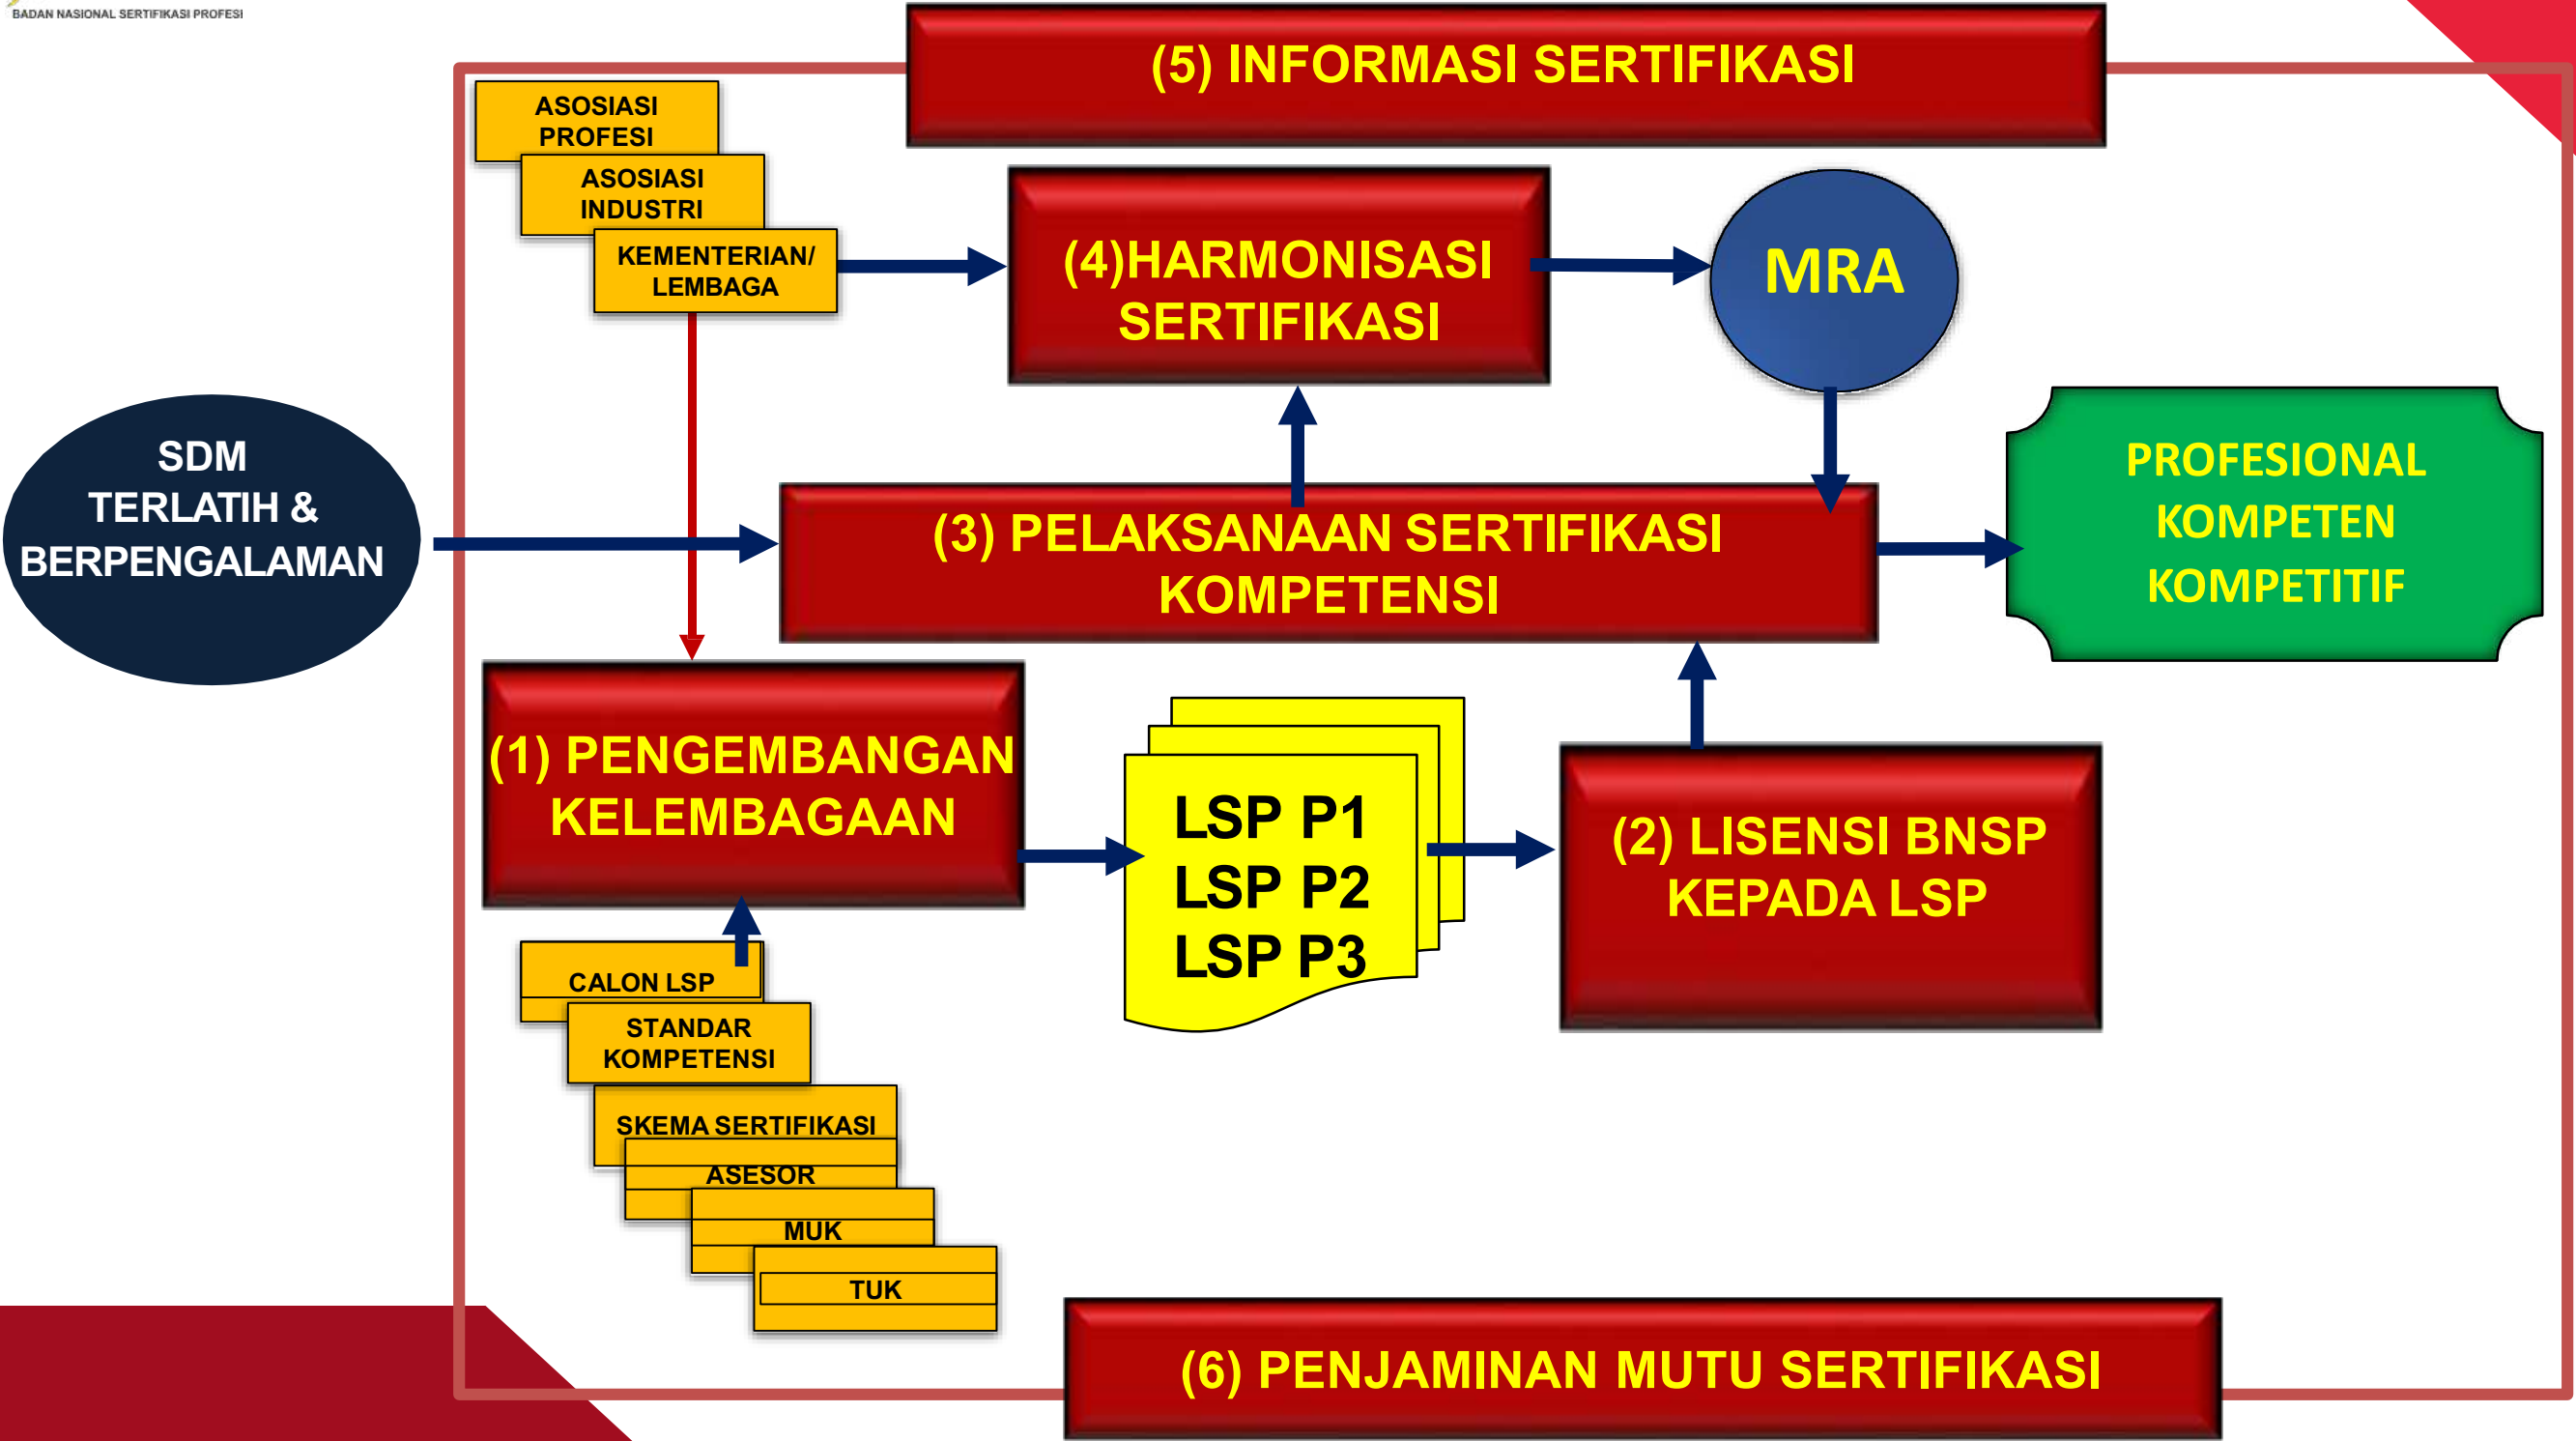 BADAN NASIONAL SERTIFIKASI PROFESI
(5) INFORMASI SERTIFIKASI
ASOSIASI
PROFESI
ASOSIASI
INDUSTRI
KEMENTERIAN/
LEMBAGA
(4)HARMONISASI
SERTIFIKASI
MRA
SDM
TERLATIH &
BERPENGALAMAN
(3) PELAKSANAAN SERTIFIKASI
KOMPETENSI
PROFESIONAL
KOMPETEN
KOMPETITIF
(1) PENGEMBANGAN
KELEMBAGAAN
LSP P1
LSP P2
LSP P3
(2) LISENSI BNSP
KEPADA LSP
CALON LSP
STANDAR
KOMPETENSI
SKEMA SERTIFIKASI
ASESOR
MUK
TUK
(6) PENJAMINAN MUTU SERTIFIKASI